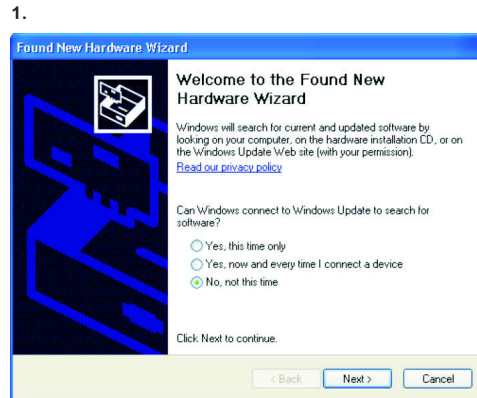 1.
Found New Hardware Wizard
Welcome to the Found New
Hardware Wizard
Windows will search for current and updated software by
looking on your computer, on the hardware installation CD, or on
the Windows Update Web site (with your permission).
Read our privacy policy
Can Windows connect to Windows Update to search for
software?
Yes, this time only
Yes, now and every time I connect a device
No, not this time
Click Next to continue.
< Back Next > Cancel